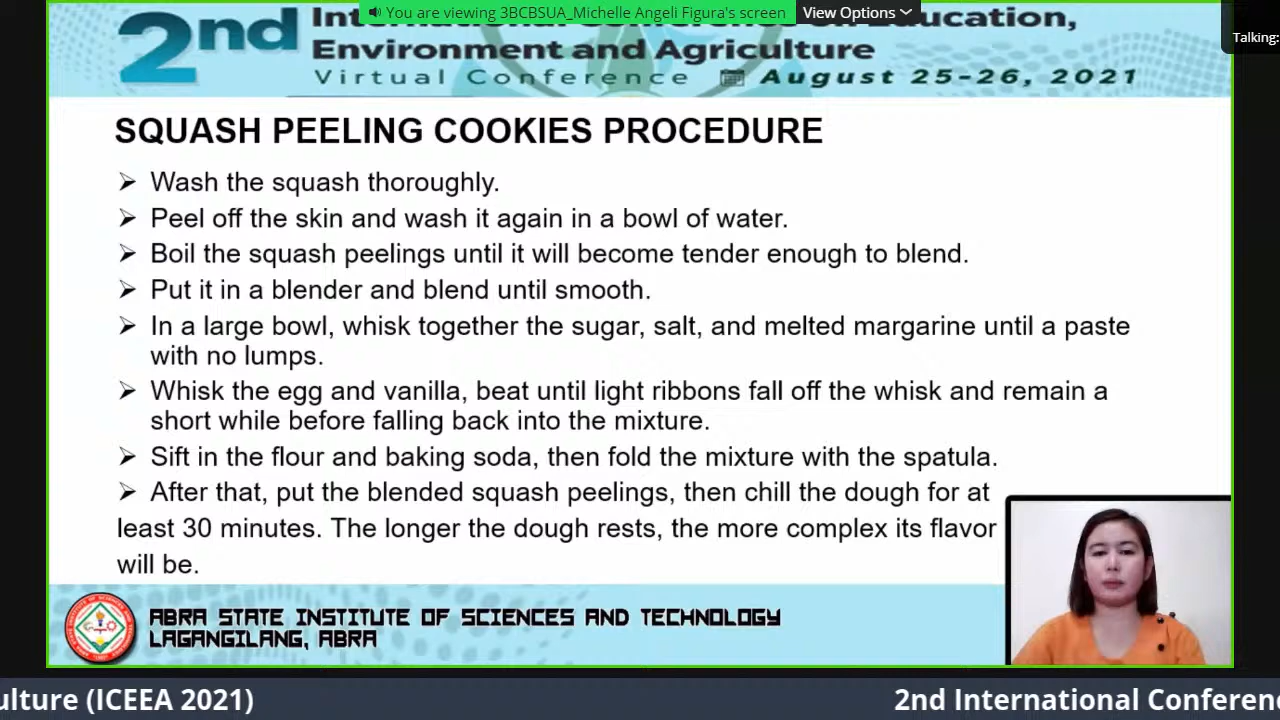 You are viewing 3BCBSUA_Michelle Angeli Figura's screen
View Options
Talking:
2nd
Environment and Agriculture
Virtual Conference August 25-26, 2021
SQUASH PEELING COOKIES PROCEDURE
➢ Wash the squash thoroughly.
➢ Peel off the skin and wash it again in a bowl of water.
➢ Boil the squash peelings until it will become tender enough to blend.
➢ Put it in a blender and blend until smooth.
➢ In a large bowl, whisk together the sugar, salt, and melted margarine until a paste
with no lumps.
➢ Whisk the egg and vanilla, beat until light ribbons fall off the whisk and remain a
short while before falling back into the mixture.
➢ Sift in the flour and baking soda, then fold the mixture with the spatula.
➢ After that, put the blended squash peelings, then chill the dough for at
least 30 minutes. The longer the dough rests, the more complex its flavor
will be.
ABRA STATE INSTITUTE OF SCIENCES AND TECHNOLOGY
LAGANGILANG, ABRA
ulture (ICEEA 2021)
2nd International Conferenc